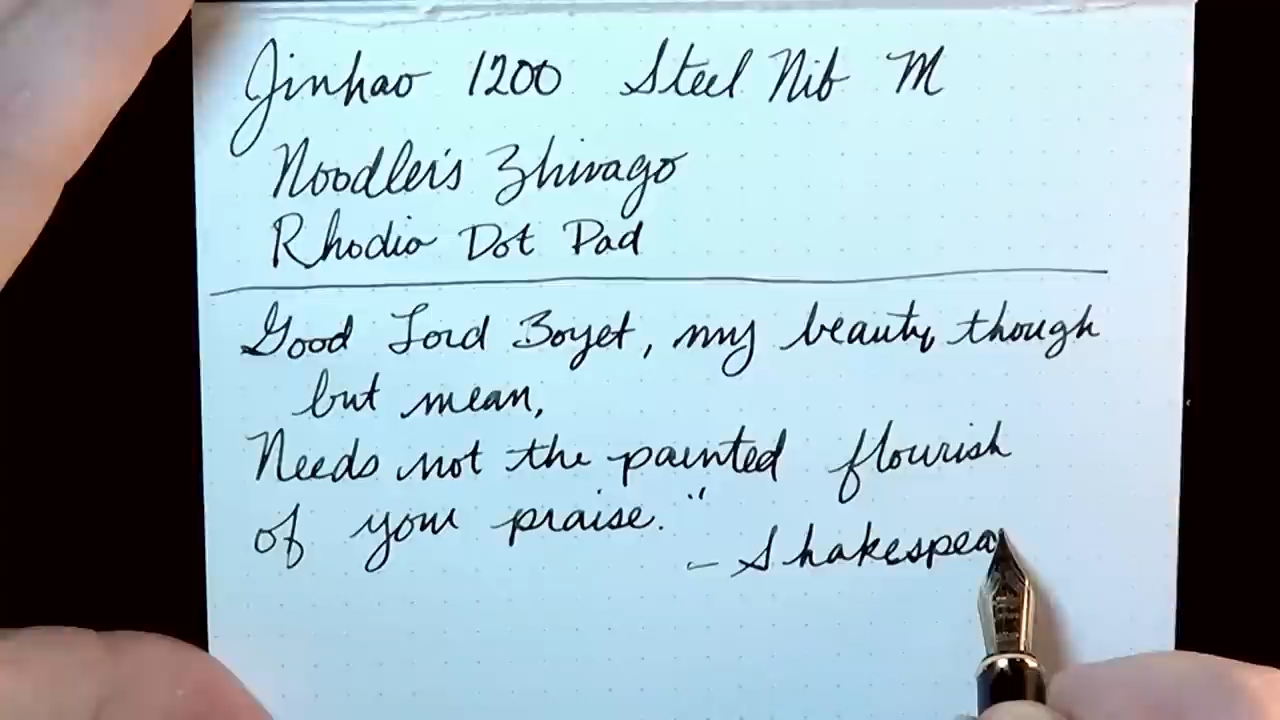 Jinhao 1200 Steel Nib M
Noodler's Zhivago
Rhodia Dot Pad
Good Lord Boyet, my beauty, though
but mean,
Needs not the painted flourish
of your praise."
- Shakespea